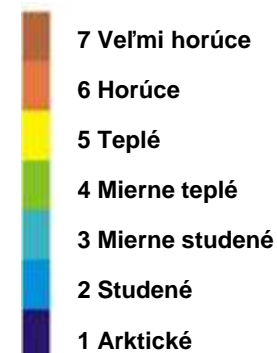 7 Veľmi horúce
6 Horúce
5 Teplé
4 Mierne teplé
3 Mierne studené
2 Studené
1 Arktické